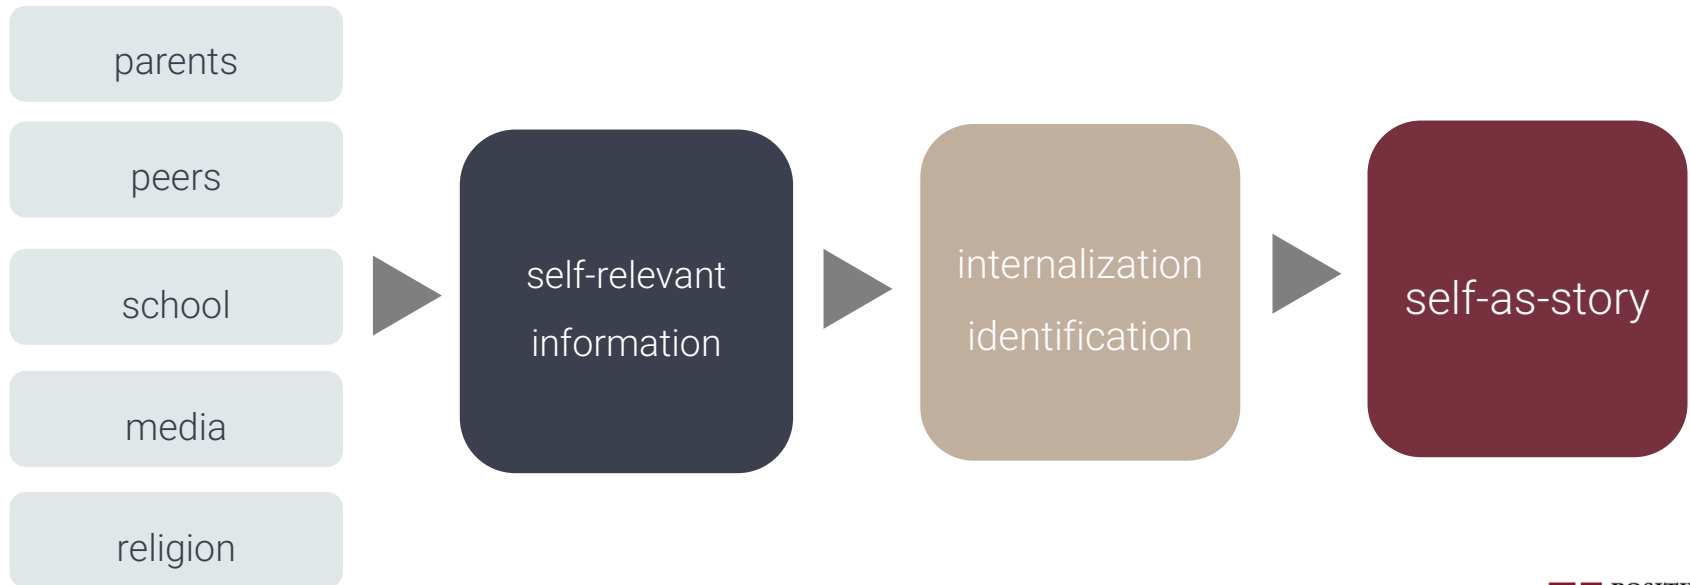 parents
peers
school
media
religion
self-relevant
information
internalization
identification
self-as-story